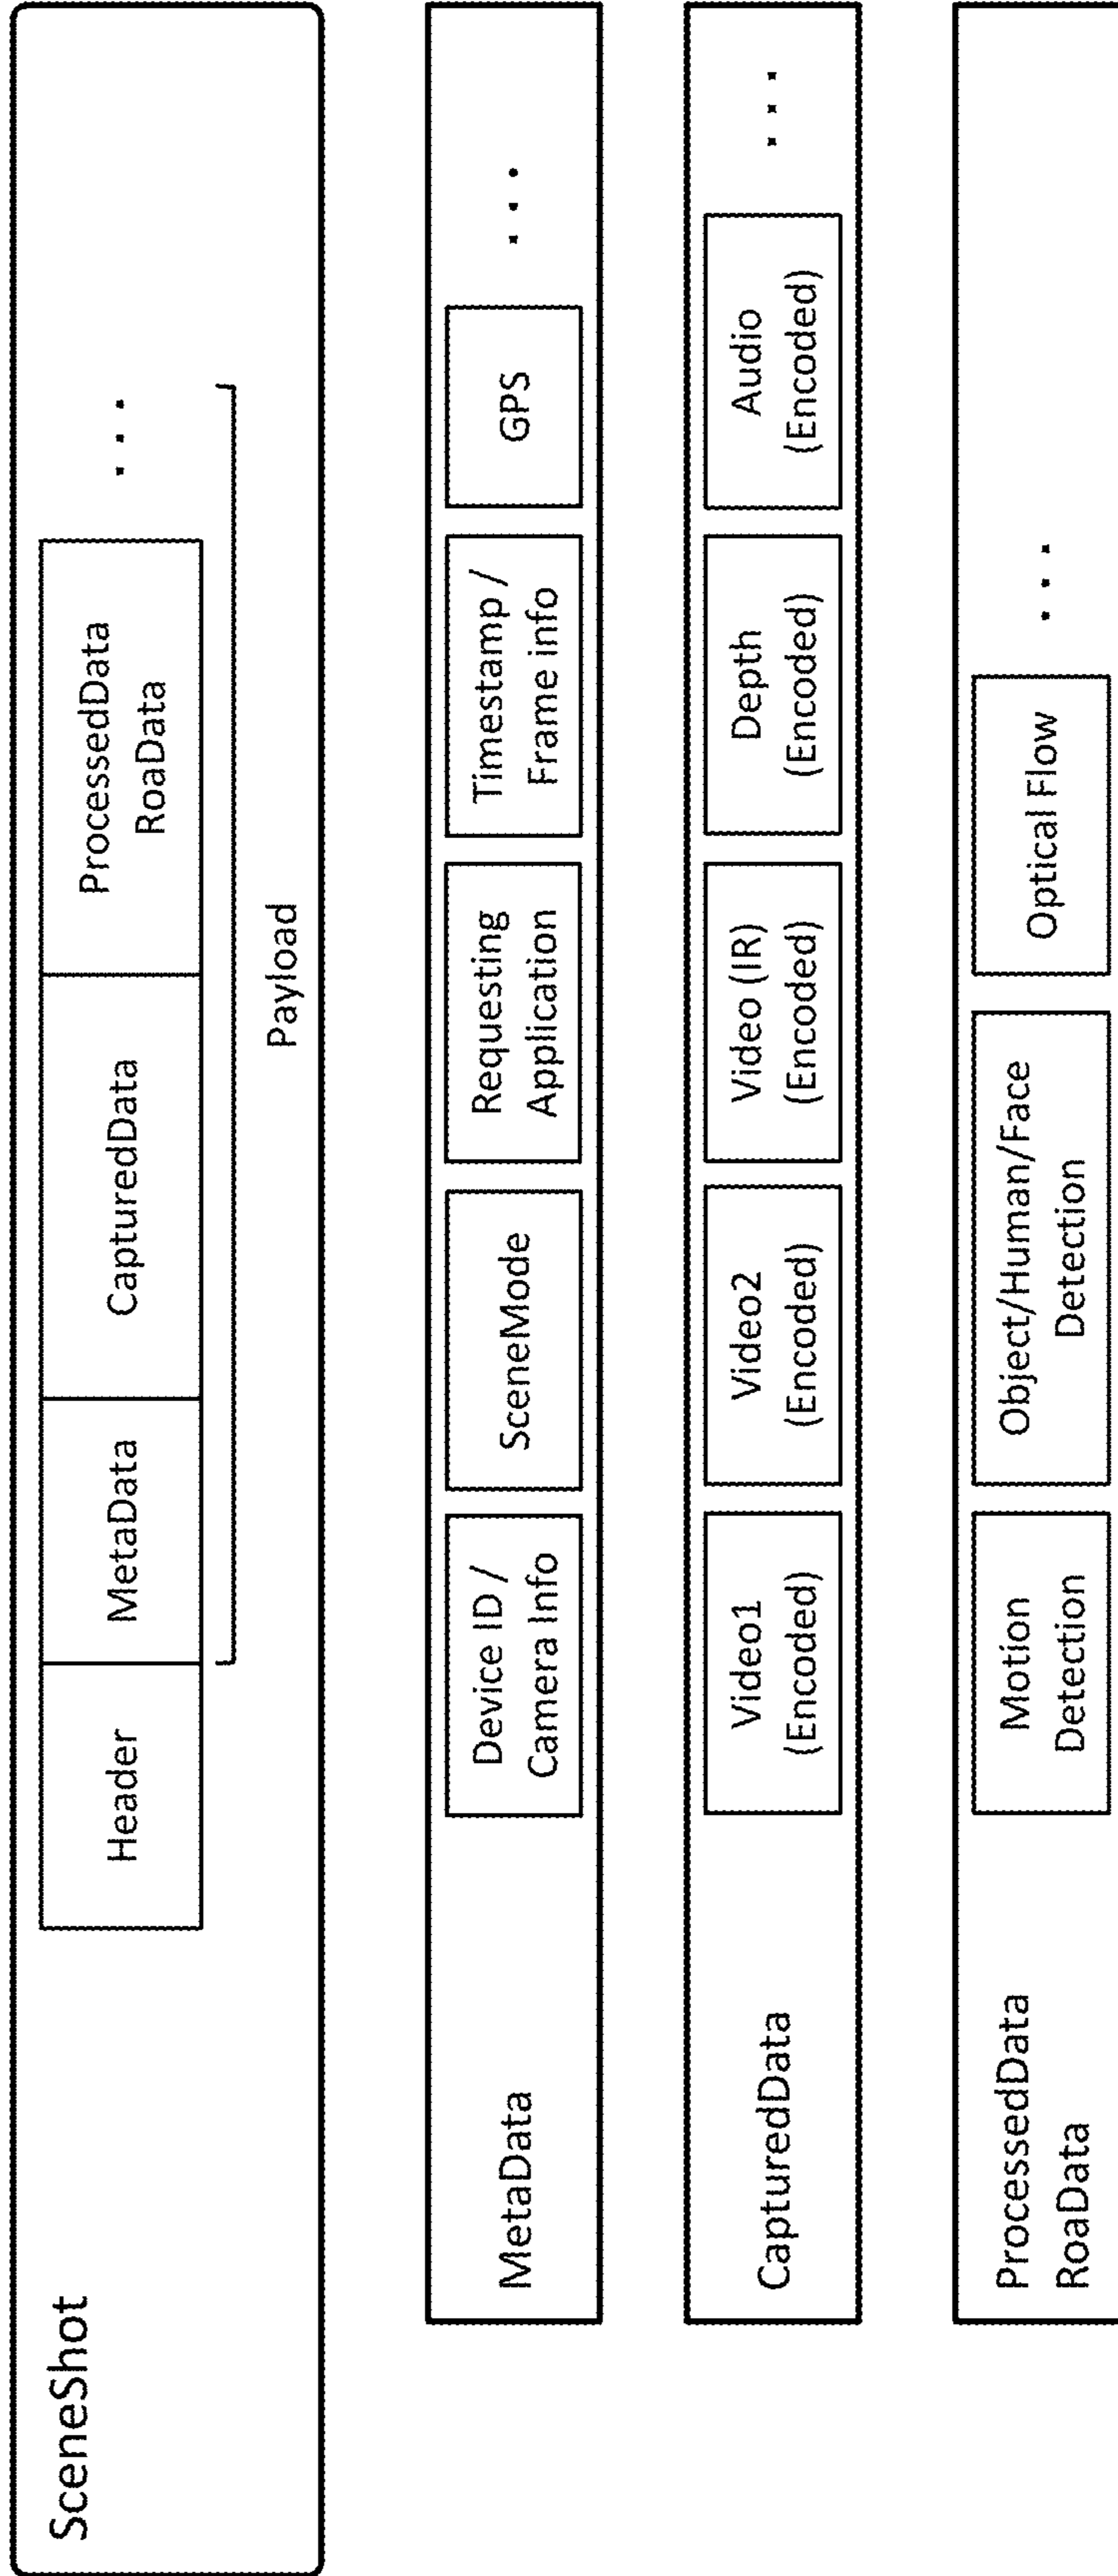 SceneShot
Header
MetaData
CapturedData
ProcessedData
RoaData
. . .
Payload
MetaData
Device ID /
Camera Info
SceneMode
Requesting
Application
Timestamp /
Frame info
GPS
. . .
CapturedData
Video1
(Encoded)
Video2
(Encoded)
Video (IR)
(Encoded)
Depth
(Encoded)
Audio
(Encoded)
. . .
ProcessedData
RoaData
Motion
Detection
Object/Human/Face
Detection
Optical Flow
. . .